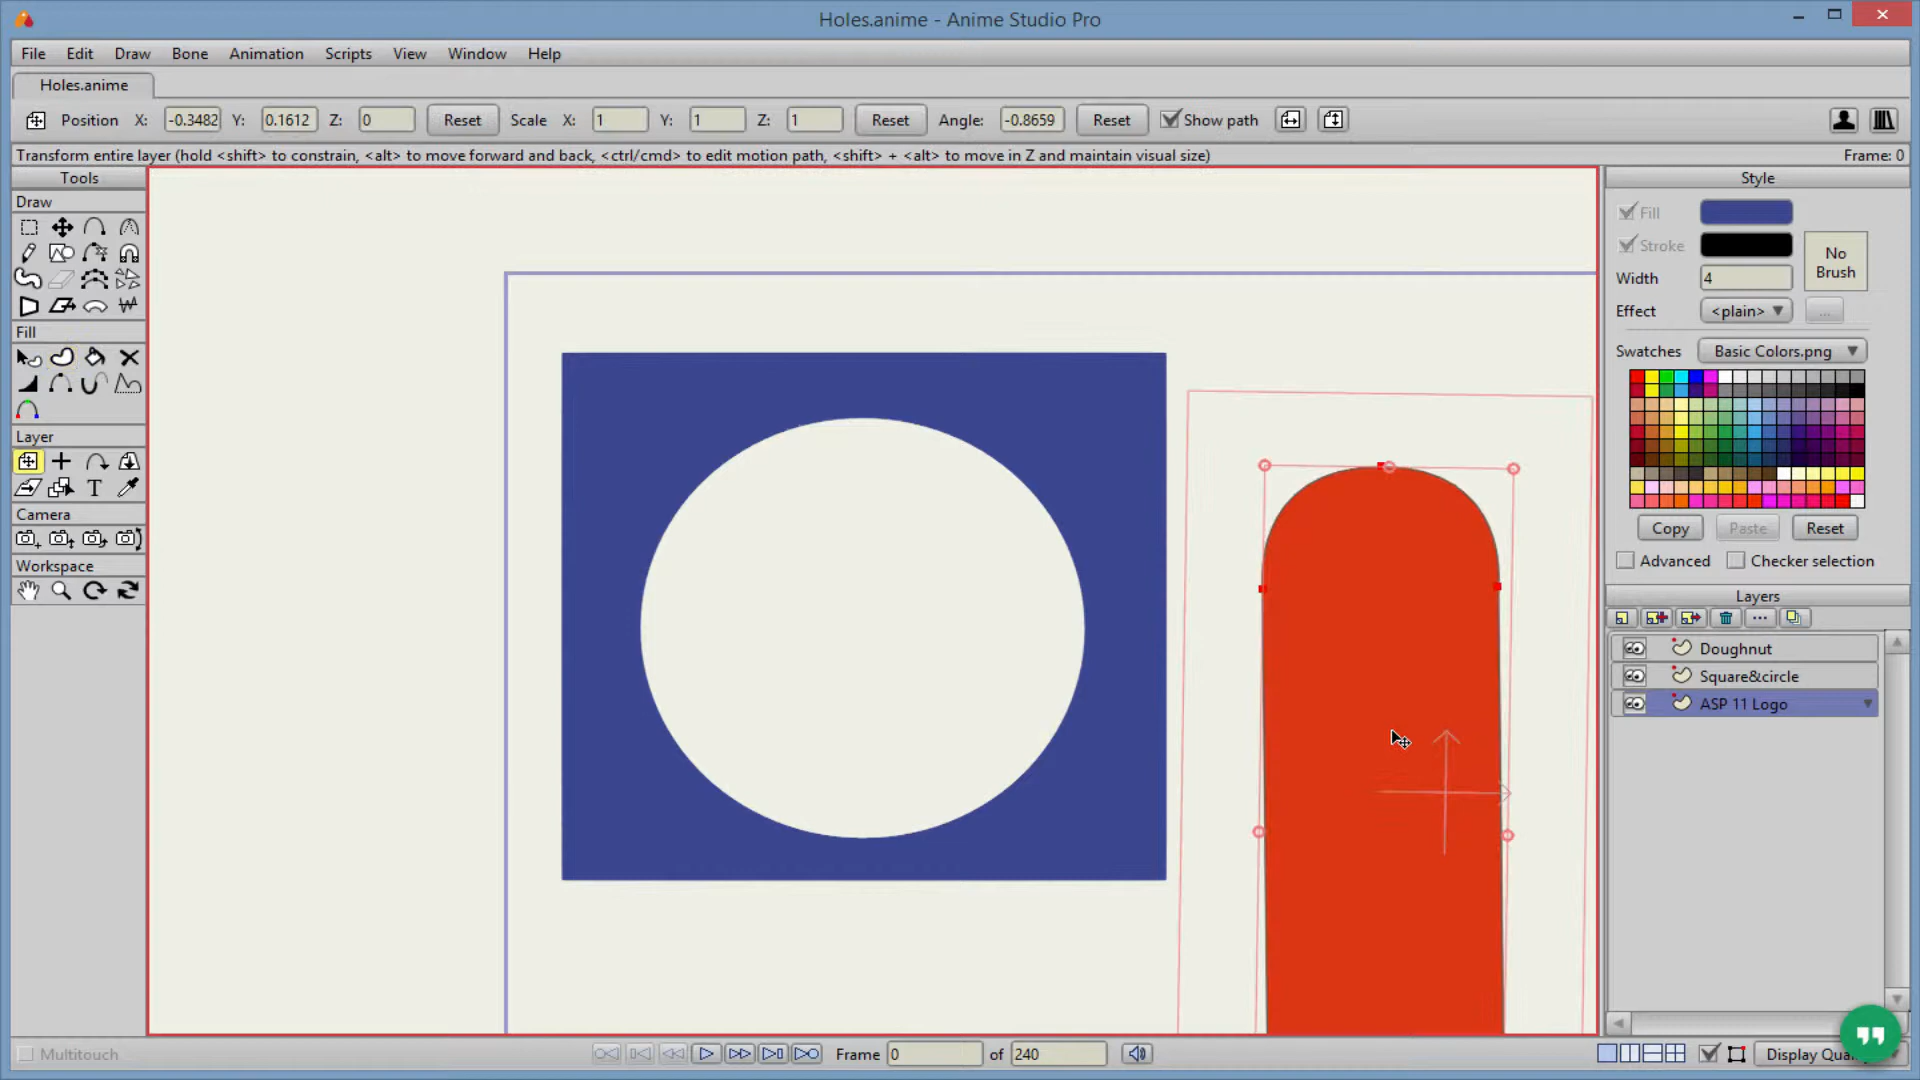 Holes.anime - Anime Studio Pro
File Edit Draw Bone Animation Scripts View Window Help
Holes.anime
Position X: -0.3482 Y: 0.1612 Z: 0 Reset Scale X: 1 Y: 1 Z: 1 Reset Angle: -0.8659 Reset Show path
Transform entire layer (hold <shift> to constrain, <alt> to move forward and back, <ctrl/cmd> to edit motion path, <shift> + <alt> to move in Z and maintain visual size) Frame: 0
Tools
Draw
Fill
Layer
T
Camera
Workspace
Style
Fill
Stroke
No
Brush
Width 4
Effect <plain> ...
Swatches Basic Colors.png
Copy Paste Reset
Advanced Checker selection
Layers
Doughnut
Square&circle
ASP 11 Logo
Multitouch Frame 0 of 240 Display